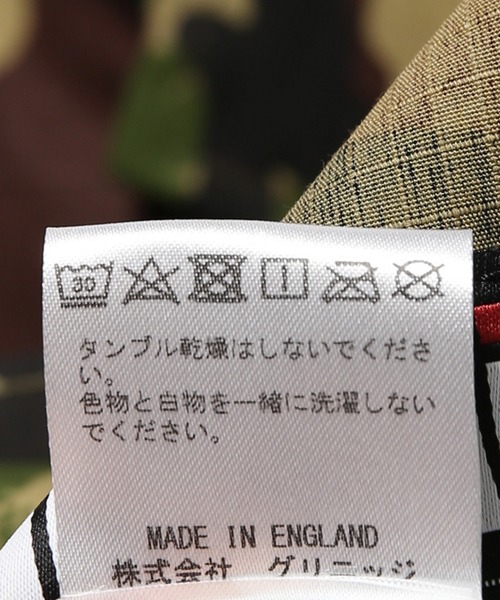 30
タンブル乾燥はしないでくださ
い。
色物と白物を一緒に洗濯しない
でください。
MADE IN ENGLAND
株式会社 グリニッジ